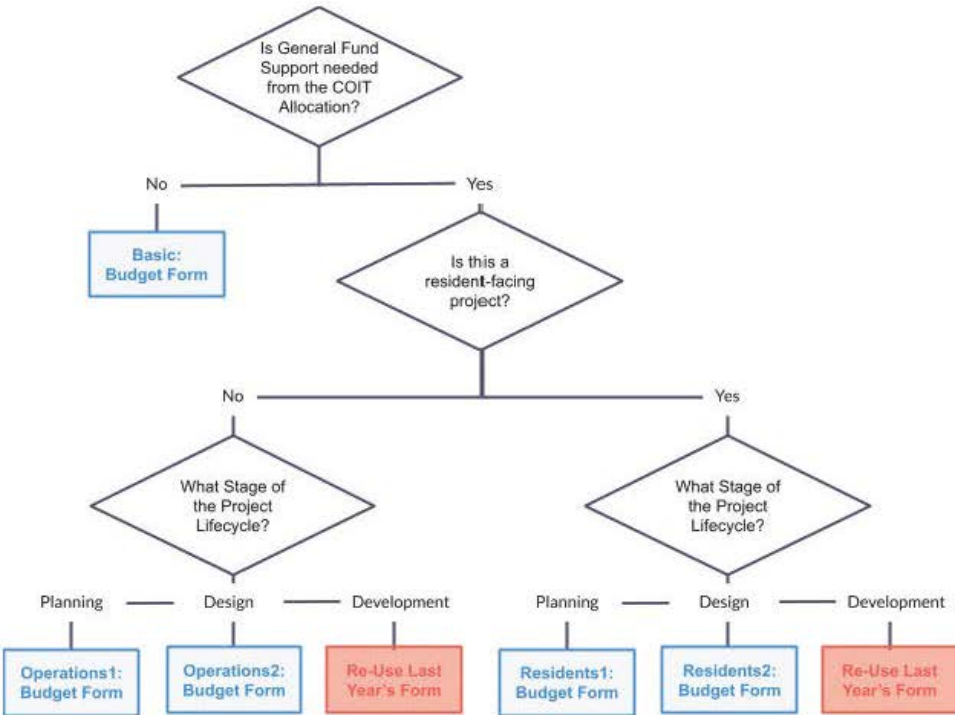 Is General Fund
Support needed
from the COIT
Allocation?
No
Yes
Basic:
Budget Form
Is this a
resident-facing
project?
No
Yes
What Stage of
the Project
Lifecycle?
What Stage of
the Project
Lifecycle?
Planning
Design
Development
Planning
Design
Development
Operations1:
Budget Form
Operations2:
Budget Form
Re-Use Last
Year's Form
Residents1:
Budget Form
Residents2:
Budget Form
Re-Use Last
Year's Form